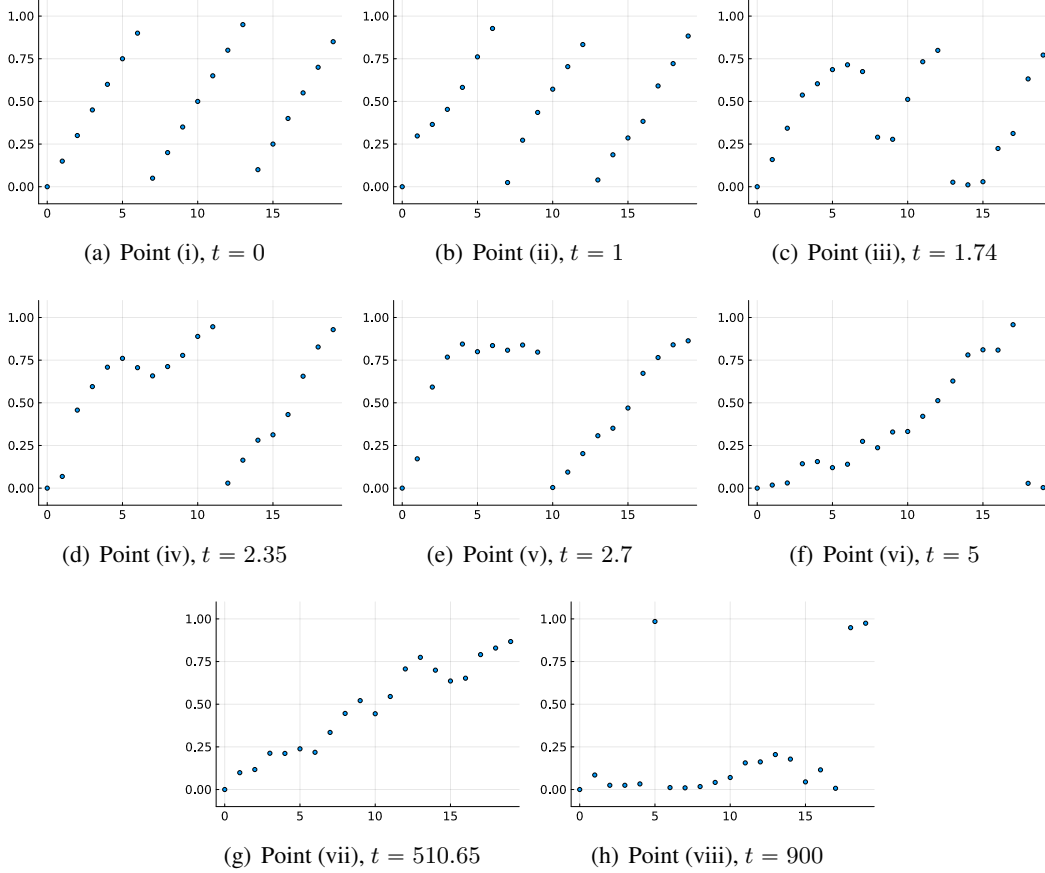 1.00 1.00 1.00
0.75 0.75 0.75
0.50 0.50 0.50
0.25 0.25 0.25
0.00 0.00 0.00
0 5 10 15 0 5 10 15 0 5 10 15
(a) Point (i), t = 0 (b) Point (ii), t = 1 (c) Point (iii), t = 1.74
1.00 1.00 1.00
0.75 0.75 0.75
0.50 0.50 0.50
0.25 0.25 0.25
0.00 0.00 0.00
0 5 10 15 0 5 10 15 0 5 10 15
(d) Point (iv), t = 2.35 (e) Point (v), t = 2.7 (f) Point (vi), t = 5
1.00 1.00
0.75 0.75
0.50 0.50
0.25 0.25
0.00 0.00
0 5 10 15 0 5 10 15
(g) Point (vii), t = 510.65 (h) Point (viii), t = 900